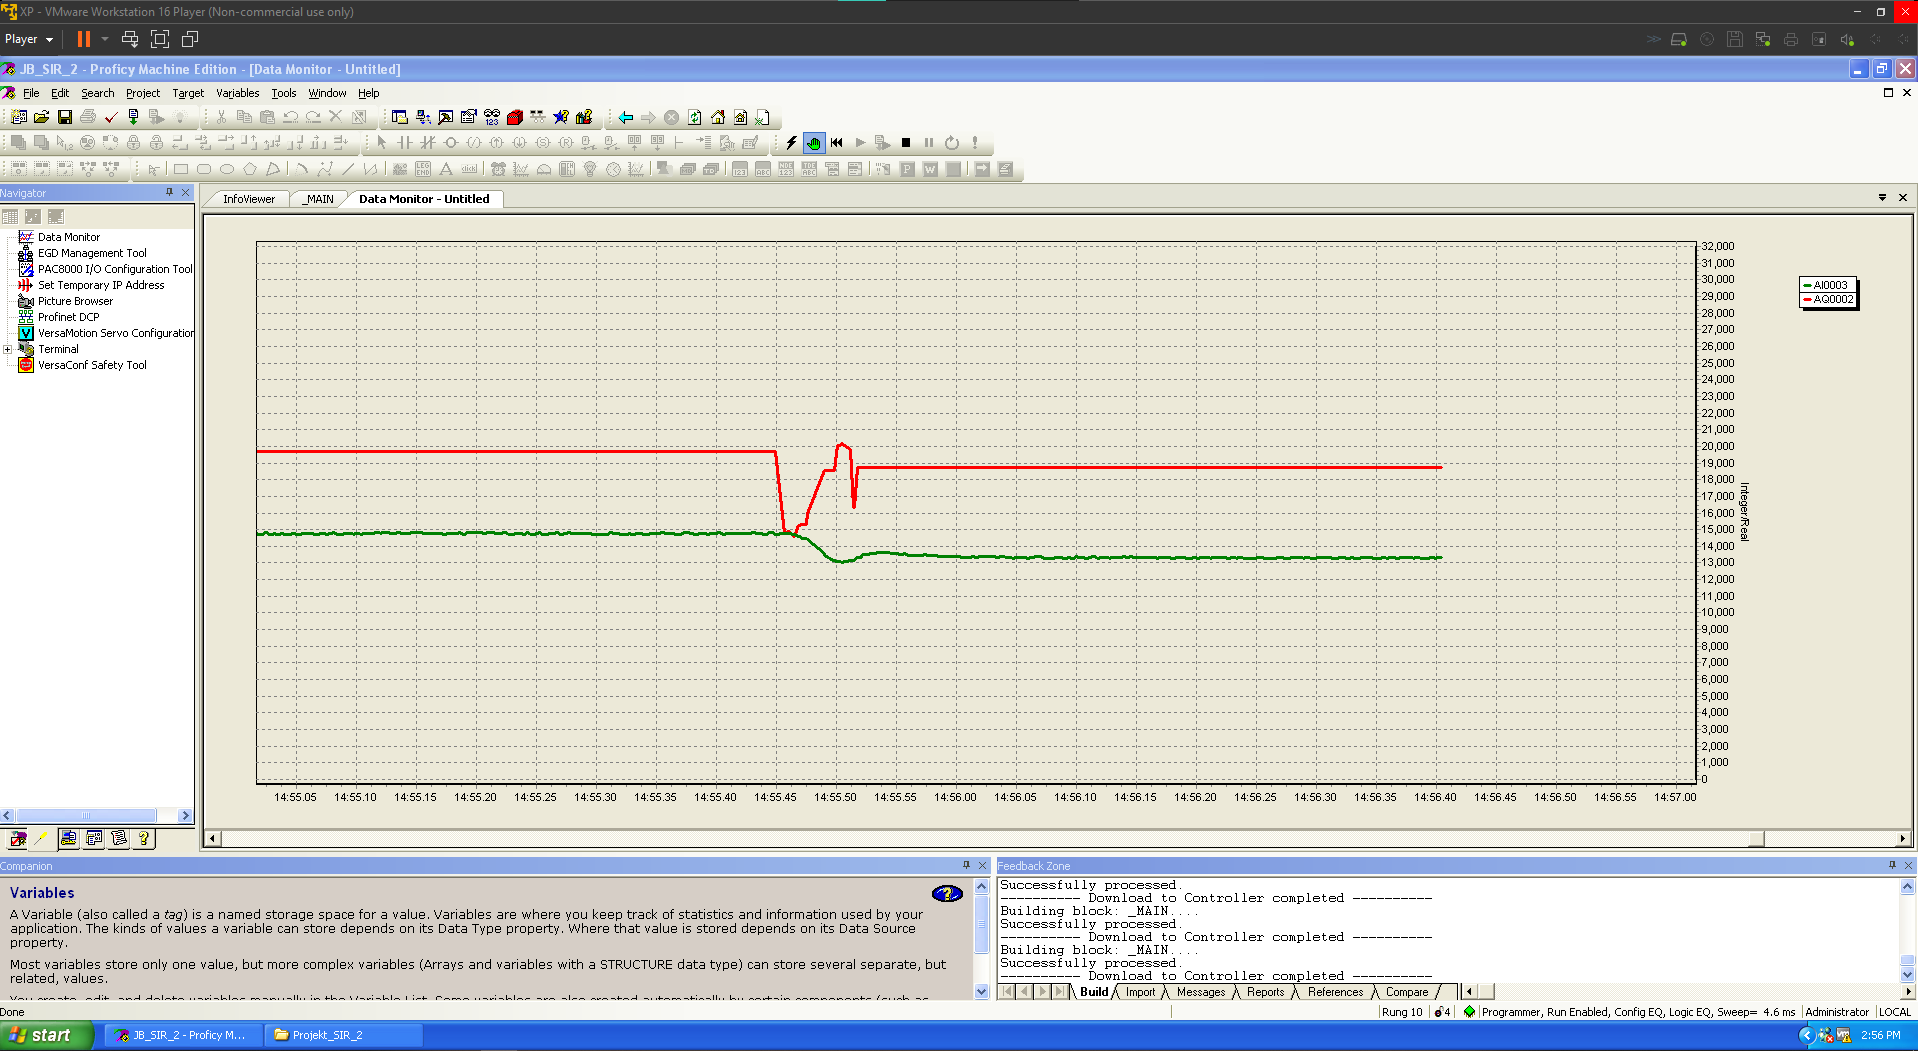 XP - VMware Workstation 16 Player (Non-commercial use only)
Player
JB_SIR_2 - Proficy Machine Edition - [Data Monitor - Untitled]
File Edit Search Project Target Variables Tools Window Help
Navigator
InfoViewer _MAIN Data Monitor - Untitled
Data Monitor
EGD Management Tool
PAC8000 I/O Configuration Tool
Set Temporary IP Address
Picture Browser
Profinet DCP
VersaMotion Servo Configuration
Terminal
VersaConf Safety Tool
32,000
31,000
30,000
29,000
28,000
27,000
26,000
25,000
24,000
23,000
22,000
21,000
20,000
19,000
18,000
17,000
16,000
15,000
14,000
13,000
12,000
11,000
10,000
9,000
8,000
7,000
6,000
5,000
4,000
3,000
2,000
1,000
0
Integer/Real
AI0003
AQ0002
14:55.05 14:55.10 14:55.15 14:55.20 14:55.25 14:55.30 14:55.35 14:55.40 14:55.45 14:55.50 14:55.55 14:56.00 14:56.05 14:56.10 14:56.15 14:56.20 14:56.25 14:56.30 14:56.35 14:56.40 14:56.45 14:56.50 14:56.55 14:57.00
Companion
Variables
A Variable (also called a tag) is a named storage space for a value. Variables are where you keep track of statistics and information used by your
application. The kinds of values a variable can store depends on its Data Type property. Where that value is stored depends on its Data Source
property.
Most variables store only one value, but more complex variables (Arrays and variables with a STRUCTURE data type) can store several separate, but
related, values.
Feedback Zone
Successfully processed.
---------- Download to Controller completed ----------
Building block: _MAIN....
Successfully processed.
---------- Download to Controller completed ----------
Building block: _MAIN....
Successfully processed.
---------- Download to Controller completed ----------
Build Import Messages Reports References Compare
Done
Rung 10 4 Programmer, Run Enabled, Config EQ, Logic EQ, Sweep= 4.6 ms Administrator LOCAL
start JB_SIR_2 - Proficy M... Projekt_SIR_2 2:56 PM